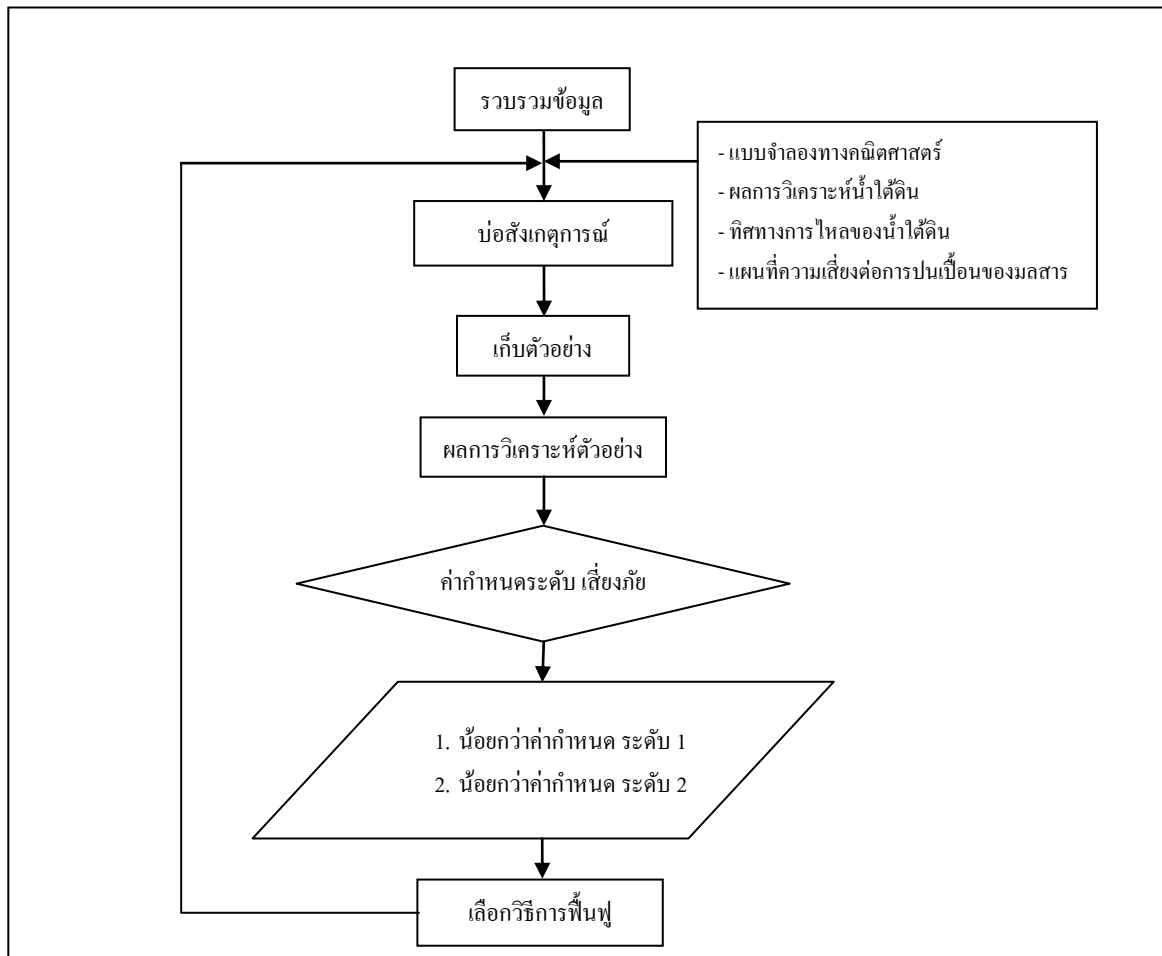 รวบรวมข้อมูล
- แบบจำลองทางคณิตศาสตร์
- ผลการวิเคราะห์น้ำใต้ดิน
- ทิศทางการไหลของน้ำใต้ดิน
- แผนที่ความเสี่ยงต่อการปนเปื้อนของมลสาร
บ่อสังเกตุการณ์
เก็บตัวอย่าง
ผลการวิเคราะห์ตัวอย่าง
ค่ากำหนดระดับ เสี่ยงภัย
1. น้อยกว่าค่ากำหนด ระดับ 1
2. น้อยกว่าค่ากำหนด ระดับ 2
เลือกวิธีการฟื้นฟู